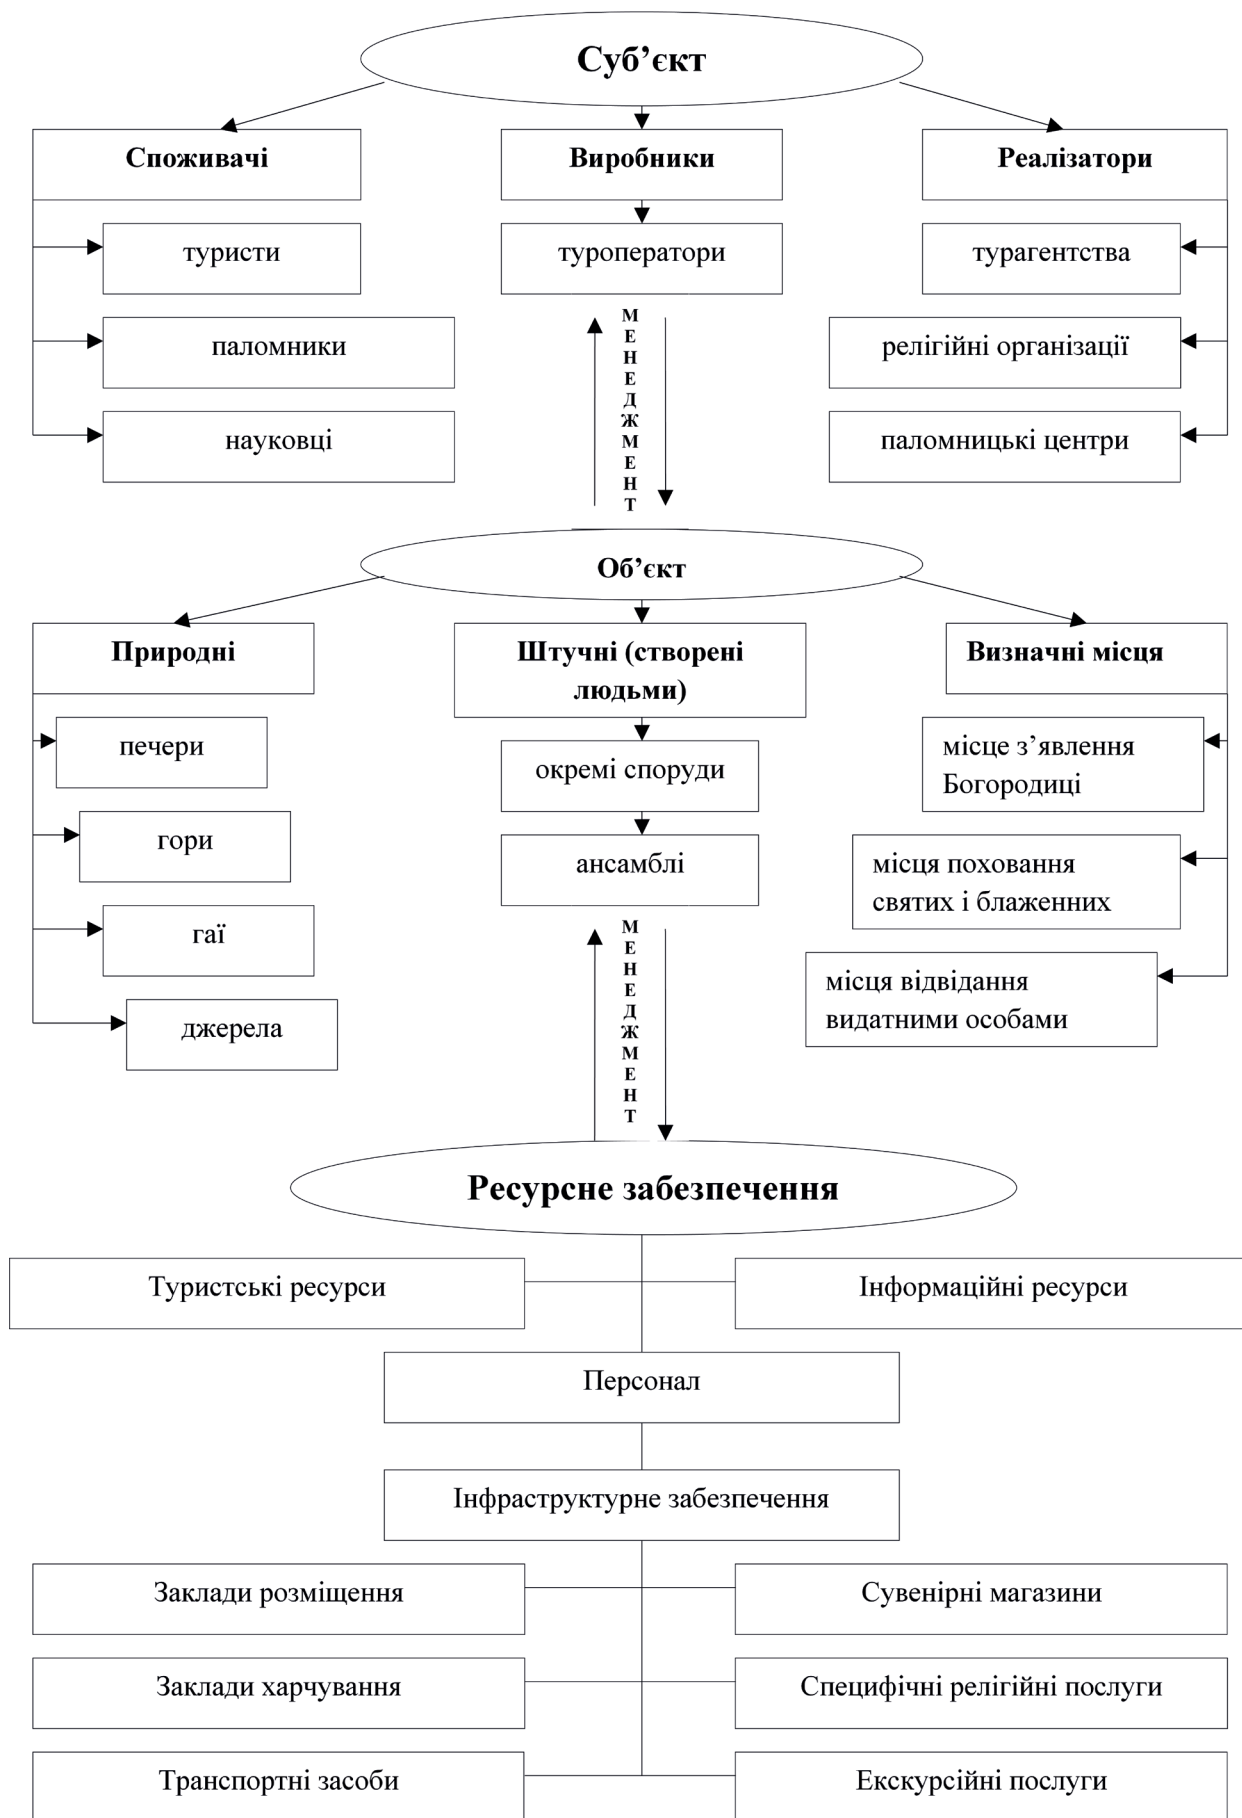 Суб’єкт
Споживачі
Виробники
Реалізатори
туристи
туроператори
турагентства
паломники
релігійні організації
науковці
паломницькі центри
МЕНЕДЖМЕНТ
Об’єкт
Природні
Штучні (створені
людьми)
Визначні місця
печери
окремі споруди
місце з’явлення
Богородиці
гори
ансамблі
місця поховання
святих і блаженних
гаї
місця відвідання
видатними особами
джерела
МЕНЕДЖМЕНТ
Ресурсне забезпечення
Туристські ресурси
Інформаційні ресурси
Персонал
Інфраструктурне забезпечення
Заклади розміщення
Сувенірні магазини
Заклади харчування
Специфічні релігійні послуги
Транспортні засоби
Екскурсійні послуги